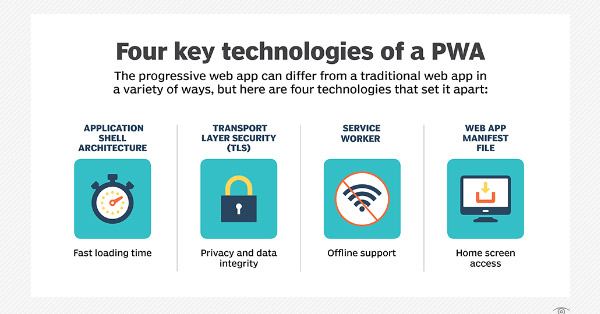 Four key technologies of a PWA
The progressive web app can differ from a traditional web app in
a variety of ways, but here are four technologies that set it apart:
APPLICATION
SHELL
ARCHITECTURE
Fast loading time
TRANSPORT
LAYER SECURITY
(TLS)
Privacy and data
integrity
SERVICE
WORKER
Offline support
WEB APP
MANIFEST
FILE
Home screen
access